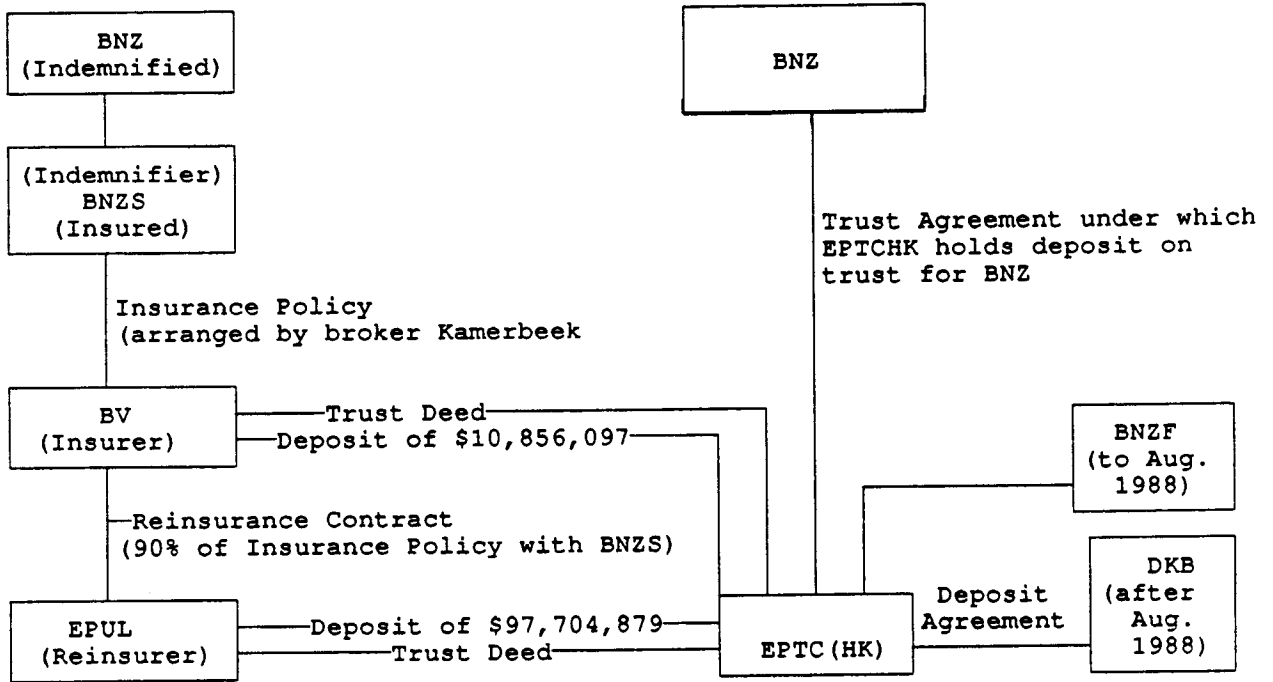 BNZ
(Indemnified)
BNZ
(Indemnifier)
BNZS
(Insured)
Trust Agreement under which
EPTCHK holds deposit on
trust for BNZ
Insurance Policy
(arranged by broker Kamerbeek
BV
(Insurer)
Trust Deed
Deposit of $10,856,097
BNZF
(to Aug.
1988)
Reinsurance Contract
(90% of Insurance Policy with BNZS)
EPUL
(Reinsurer)
Deposit of $97,704,879
Trust Deed
EPTC(HK)
Deposit
Agreement
DKB
(after
Aug.
1988)